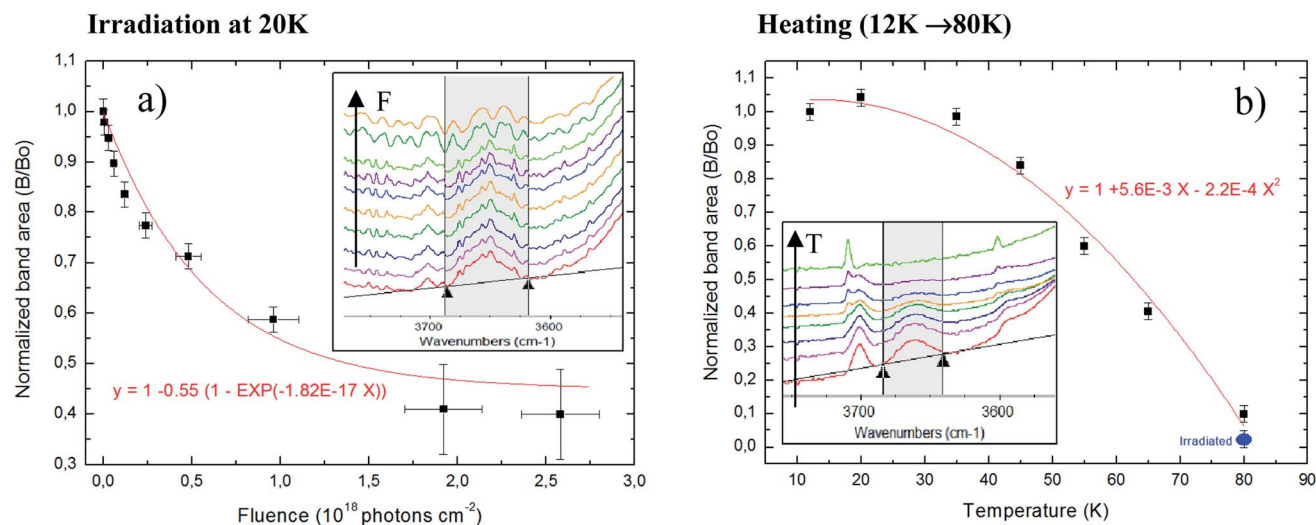 Irradiation at 20K
Heating (12K →80K)
a)
F
3700
3600
Wavenumbers (cm-1)
y = 1 -0.55 (1 - EXP(-1.82E-17 X))
1,1
1,0
0,9
0,8
0,7
0,6
0,5
0,4
0,3
0,0
0,5
1,0
1,5
2,0
2,5
3,0
Normalized band area (B/Bo)
Fluence (10^18 photons cm^-2)
b)
y = 1 +5.6E-3 X - 2.2E-4 X^2
T
3700
3600
Wavenumbers (cm-1)
Irradiated
1,1
1,0
0,9
0,8
0,7
0,6
0,5
0,4
0,3
0,2
0,1
0,0
10
20
30
40
50
60
70
80
90
Normalized band area (B/Bo)
Temperature (K)